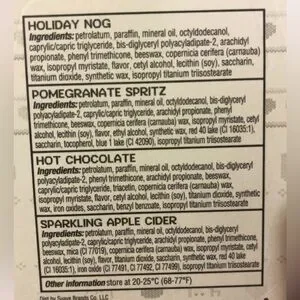 HOLIDAY NOG
Ingredients: petrolatum, paraffin, mineral oil, octyldodecanol,
caprylic/capric triglyceride, bis-diglyceryl polyacyladipate-2, arachidyl
propionate, phenyl trimethicone, beeswax, copernicia cerifera (carnauba)
wax, isopropyl myristate, flavor, cetyl alcohol, lecithin (soy), saccharin,
titanium dioxide, synthetic wax, isopropyl titanium triisostearate
POMEGRANATE SPRITZ
Ingredients: petrolatum, paraffin, mineral oil, octyldodecanol, bis-diglyceryl
polyacyladipate-2, caprylic/capric triglyceride, arachidyl propionate, phenyl
trimethicone, beeswax, copernicia cerifera (carnauba) wax, isopropyl myristate, cetyl
alcohol, lecithin (soy), flavor, ethyl alcohol, synthetic wax, red 40 lake (CI 16035:1),
saccharin, tocopherol, blue 1 lake (CI 42090), isopropyl titanium triisostearate
HOT CHOCOLATE
Ingredients: petrolatum, paraffin, mineral oil, octyldodecanol, bis-diglyceryl
polyacyladipate-2, phenyl trimethicone, arachidyl propionate, beeswax,
caprylic/capric triglyceride, triacetin, copernicia cerifera (carnauba) wax,
isopropyl myristate, cetyl alcohol, lecithin (soy), flavor, titanium dioxide, synthetic
wax, iron oxides, saccharin, benzyl benzoate, isopropyl titanium triisostearate
SPARKLING APPLE CIDER
Ingredients: petrolatum, paraffin, mineral oil, octyldodecanol, bis-diglyceryl
polyacyladipate-2, caprylic/capric triglyceride, arachidyl propionate, phenyl trimethicone,
beeswax, mica (CI 77019), copernicia cerifera (carnauba) wax, isopropyl myristate, cetyl
alcohol, lecithin (soy), flavor, titanium dioxide, synthetic wax, saccharin, red 40 lake
(CI 16035:1), iron oxide (CI 77491, CI 77492, CI 77499), isopropyl titanium triisostearate
Other information store at 20-25°C (68-77°F)
Dist by Suave Brands Co. LLC